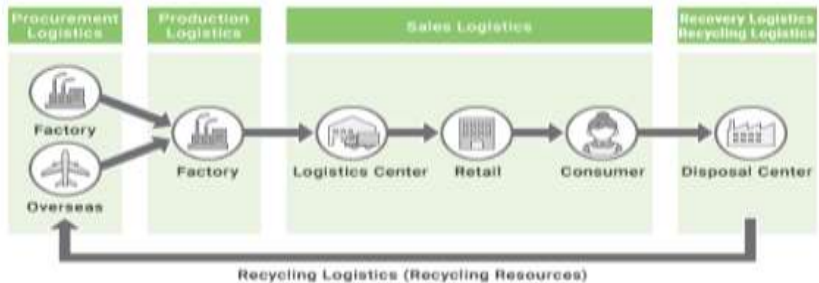 Procurement
Logistics
Production
Logistics
Sales Logistics
Recovery Logistics
Recycling Logistics
Factory
Overseas
Factory
Logistics Center
Retail
Consumer
Disposal Center
Recycling Logistics (Recycling Resources)